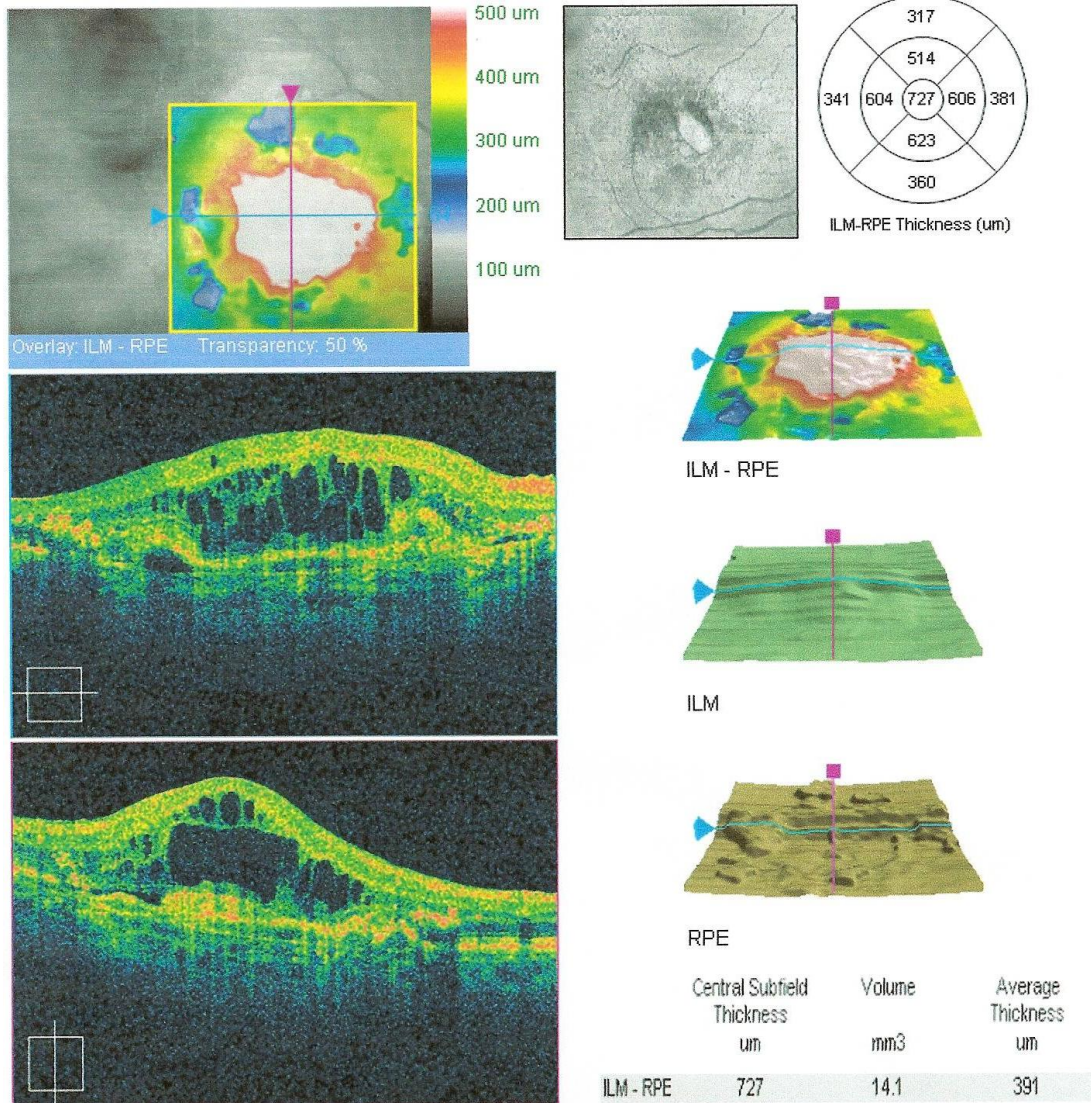 500 um
400 um
300 um
200 um
100 um
Overlay: ILM - RPE Transparency: 50 %
317
514
341 604 727 606 381
623
360
ILM-RPE Thickness (um)
ILM - RPE
ILM
RPE
Central Subfield Thickness um
Volume mm3
Average Thickness um
ILM - RPE 727 14.1 391